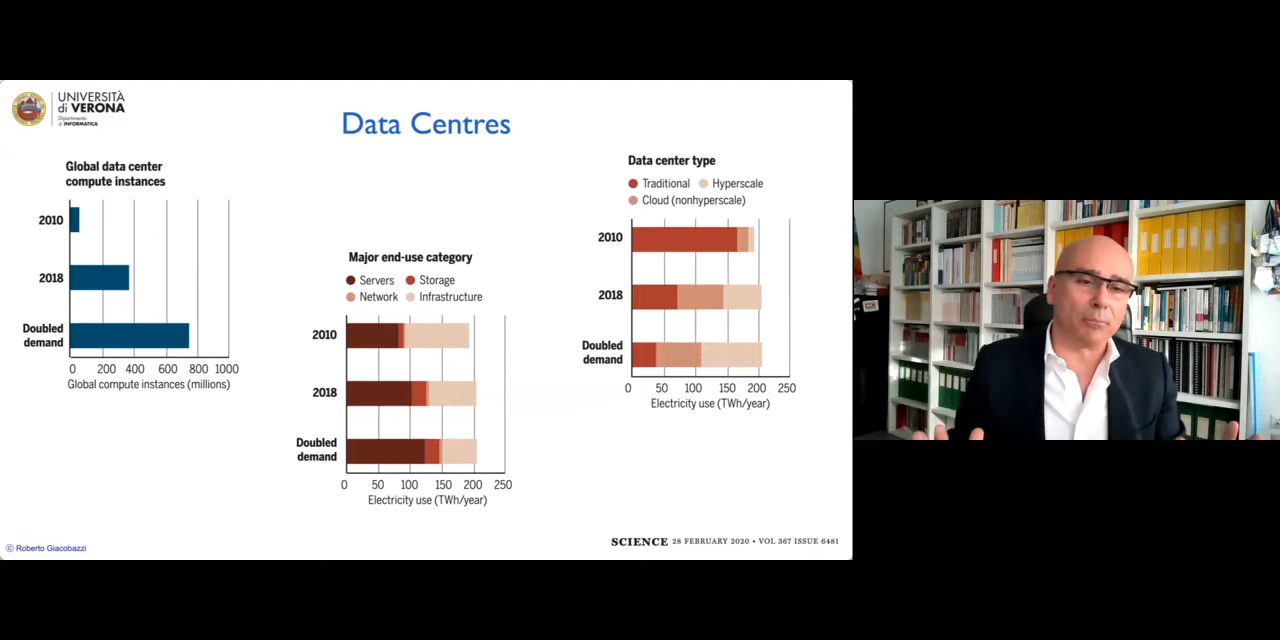 UNIVERSITÀ
di VERONA
Dipartimento
di INFORMATICA
Data Centres
Global data center
compute instances
2010
2018
Doubled
demand
0 200 400 600 800 1000
Global compute instances (millions)
Major end-use category
Servers Storage
Network Infrastructure
2010
2018
Doubled
demand
0 50 100 150 200 250
Electricity use (TWh/year)
Data center type
Traditional Hyperscale
Cloud (nonhyperscale)
2010
2018
Doubled
demand
0 50 100 150 200 250
Electricity use (TWh/year)
© Roberto Giacobazzi
SCIENCE 28 FEBRUARY 2020 • VOL 367 ISSUE 6481